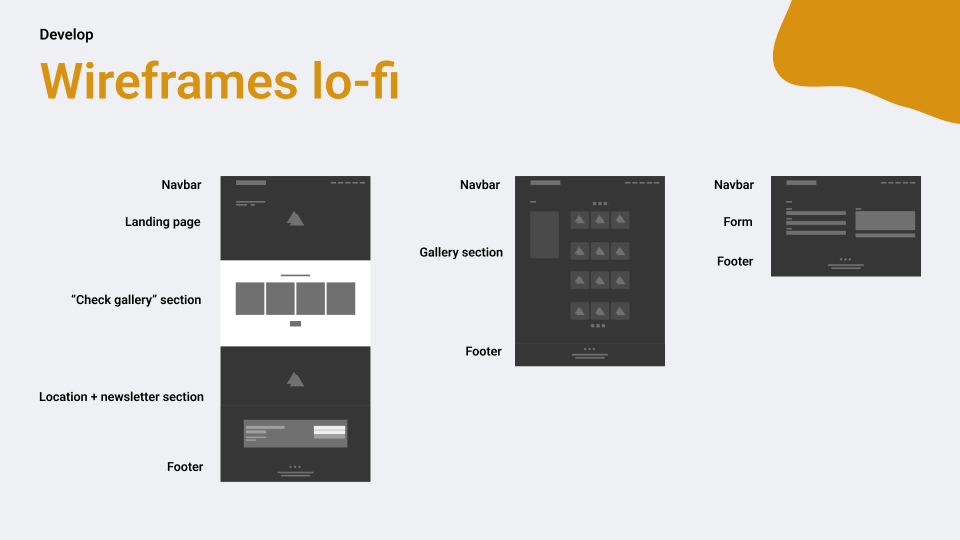 Develop
Wireframes lo-fi
Navbar
Landing page
“Check gallery” section
Location + newsletter section
Footer
Navbar
Gallery section
Footer
Navbar
Form
Footer